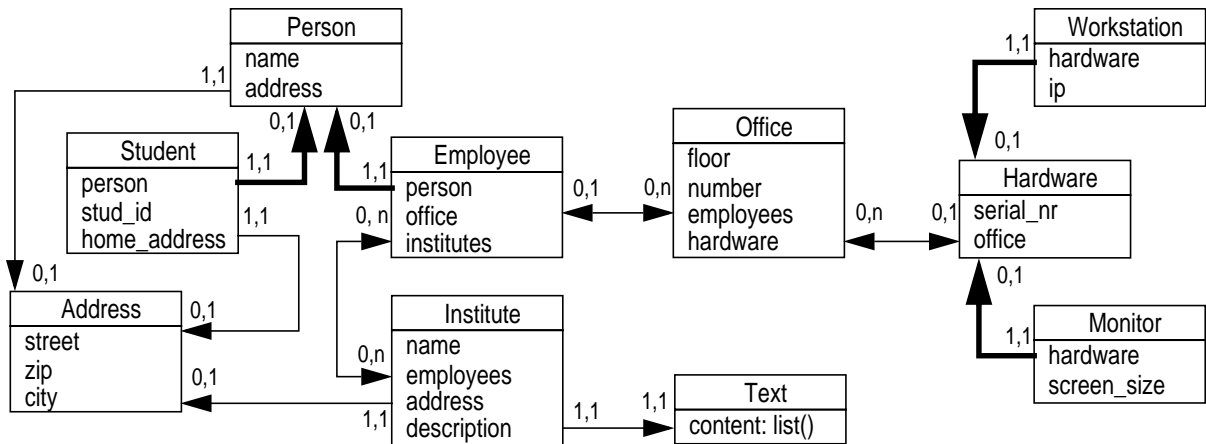 Person
name
address
1,1
0,1
0,1
Student
person
stud_id
home_address
1,1
1,1
Employee
person
office
institutes
1,1
0, n
0,1
0,n
Office
floor
number
employees
hardware
0,n
0,1
Workstation
hardware
ip
1,1
0,1
Hardware
serial_nr
office
0,1
Monitor
hardware
screen_size
1,1
0,1
Address
street
zip
city
0,1
0,1
Institute
name
employees
address
description
0,n
1,1
1,1
1,1
Text
content: list()